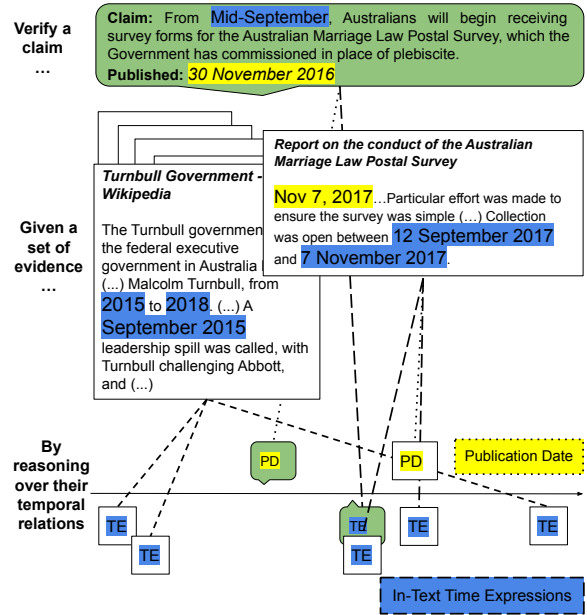 Verify a
claim
...
Claim: From Mid-September, Australians will begin receiving
survey forms for the Australian Marriage Law Postal Survey, which the
Government has commissioned in place of plebiscite.
Published: 30 November 2016
Given a
set of
evidence
...
Turnbull Government -
Wikipedia
The Turnbull government
the federal executive
government in Australia
(...) Malcolm Turnbull, from
2015 to 2018. (...) A
September 2015
leadership spill was called, with
Turnbull challenging Abbott,
and (...)
Report on the conduct of the Australian
Marriage Law Postal Survey
Nov 7, 2017...Particular effort was made to
ensure the survey was simple (...) Collection
was open between 12 September 2017
and 7 November 2017.
By
reasoning
over their
temporal
relations
PD
PD
Publication Date
TE
TE
TE
TE
TE
TE
In-Text Time Expressions